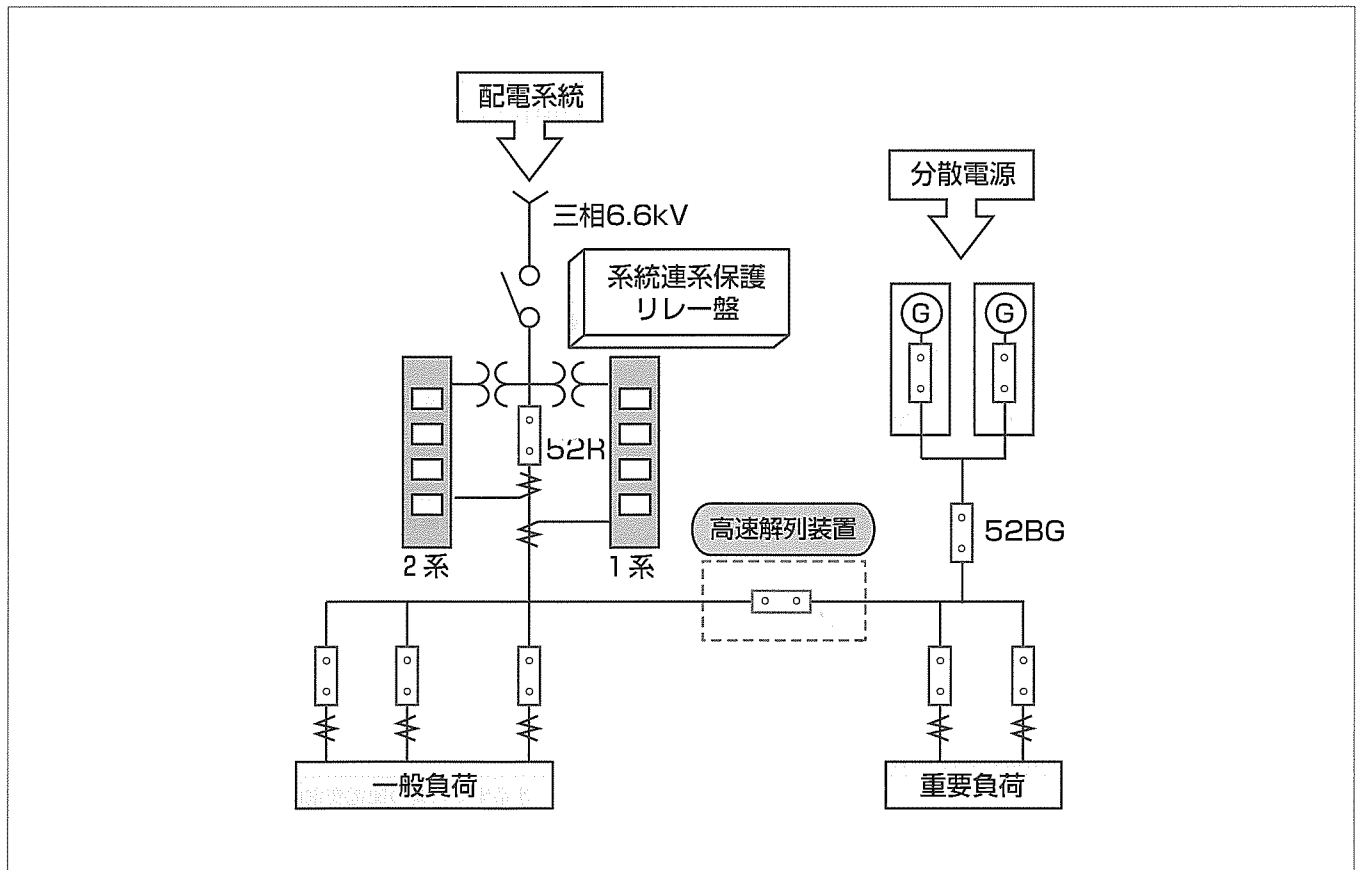 配電系統
分散電源
三相6.6kV
系統連系保護
リレー盤
G
G
52R
高速解列装置
52BG
2系
1系
一般負荷
重要負荷